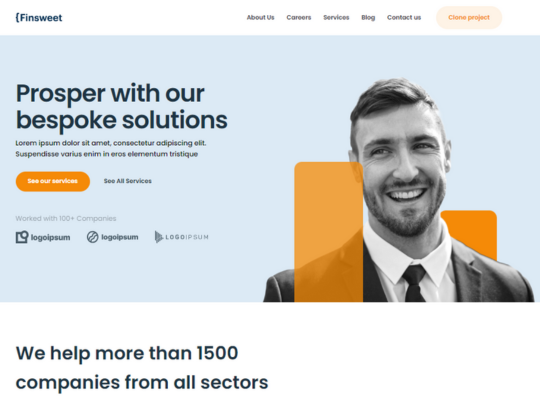 {Finsweet
About Us Careers Services Blog Contact us Clone project
Prosper with our
bespoke solutions
Lorem ipsum dolor sit amet, consectetur adipiscing elit.
Suspendisse varius enim in eros elementum tristique
See our services See All Services
Worked with 100+ Companies
logoipsum logoipsum LOGOIPSUM
We help more than 1500
companies from all sectors